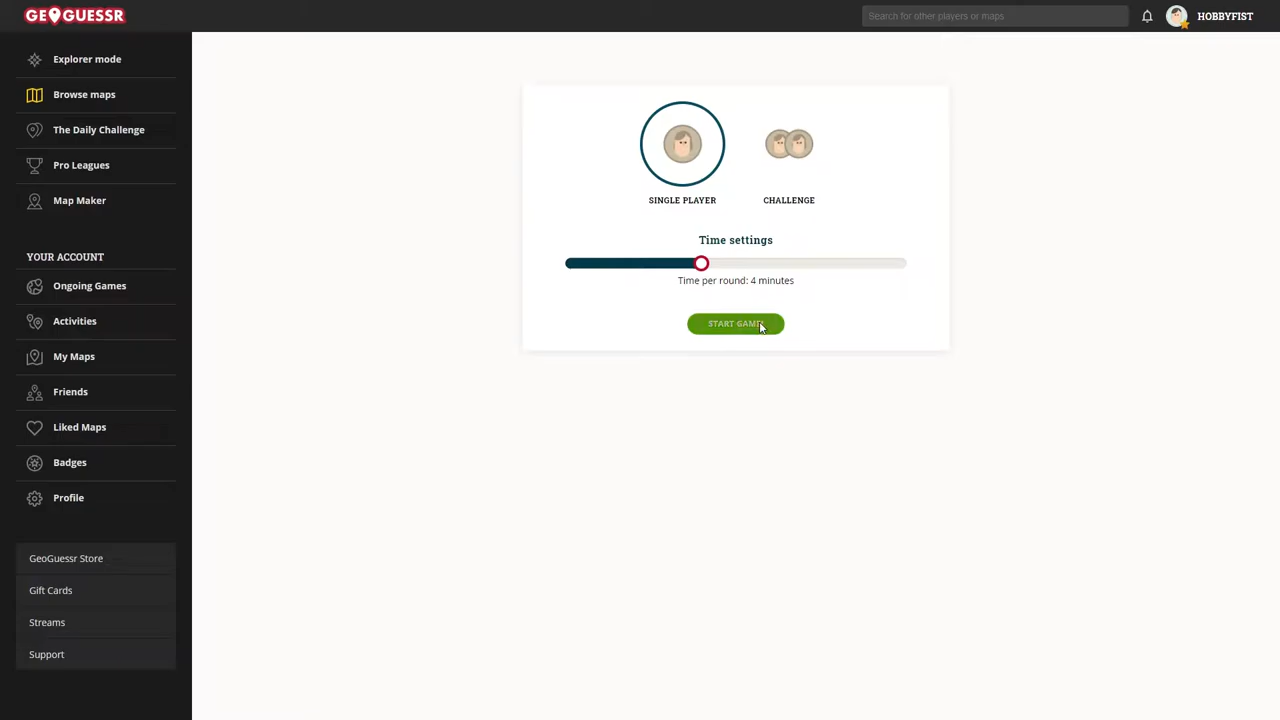 GEOGUESSR
Search for other players or maps
HOBBYFIST
Explorer mode
Browse maps
The Daily Challenge
Pro Leagues
Map Maker
YOUR ACCOUNT
Ongoing Games
Activities
My Maps
Friends
Liked Maps
Badges
Profile
GeoGuessr Store
Gift Cards
Streams
Support
SINGLE PLAYER
CHALLENGE
Time settings
Time per round: 4 minutes
START GAME!